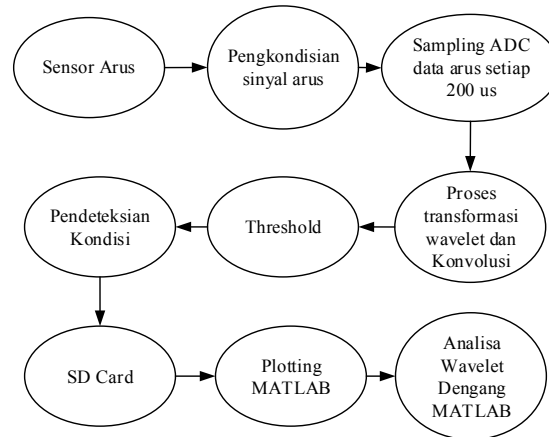 Sensor Arus
Pengkondisian
sinyal arus
Sampling ADC
data arus setiap
200 us
Proses
transformasi
wavelet dan
Konvolusi
Threshold
Pendeteksian
Kondisi
SD Card
Plotting
MATLAB
Analisa
Wavelet
Dengang
MATLAB